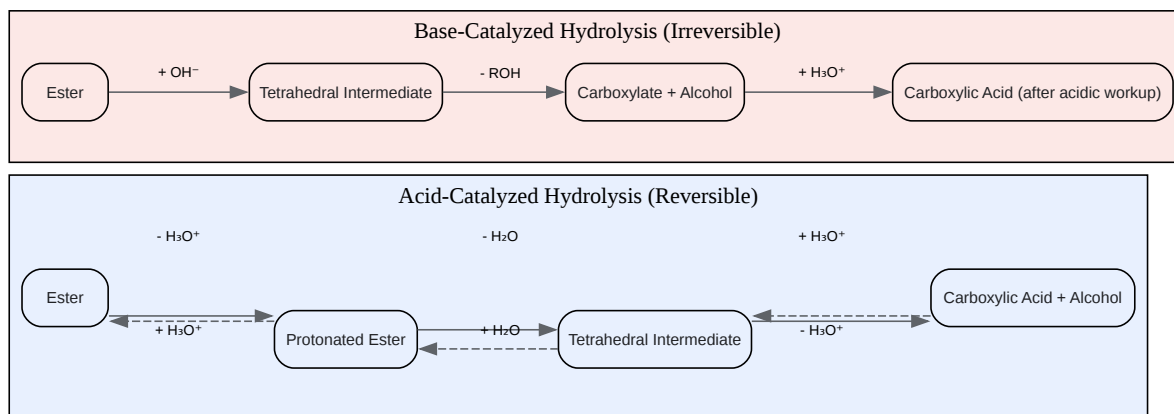 Base-Catalyzed Hydrolysis (Irreversible)
+ OH⁻
- ROH
+ H₃O⁺
Ester
Tetrahedral Intermediate
Carboxylate + Alcohol
Carboxylic Acid (after acidic workup)
Acid-Catalyzed Hydrolysis (Reversible)
- H₃O⁺
- H₂O
+ H₃O⁺
Ester
Carboxylic Acid + Alcohol
+ H₃O⁺
+ H₂O
- H₃O⁺
Protonated Ester
Tetrahedral Intermediate